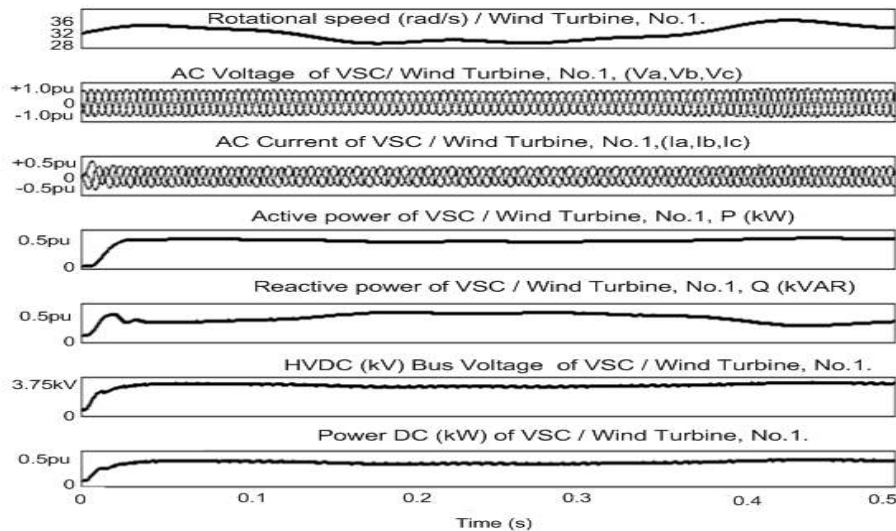 Rotational speed (rad/s) / Wind Turbine, No.1.
36
32
28
AC Voltage of VSC/ Wind Turbine, No.1, (Va,Vb,Vc)
+1.0pu
0
-1.0pu
AC Current of VSC / Wind Turbine, No.1,(Ia,Ib,Ic)
+0.5pu
0
-0.5pu
Active power of VSC / Wind Turbine, No.1, P (kW)
0.5pu
0
Reactive power of VSC / Wind Turbine, No.1, Q (kVAR)
0.5pu
0
HVDC (kV) Bus Voltage of VSC / Wind Turbine, No.1.
3.75kV
0
Power DC (kW) of VSC / Wind Turbine, No.1.
0.5pu
0
0 0.1 0.2 0.3 0.4 0.5
Time (s)